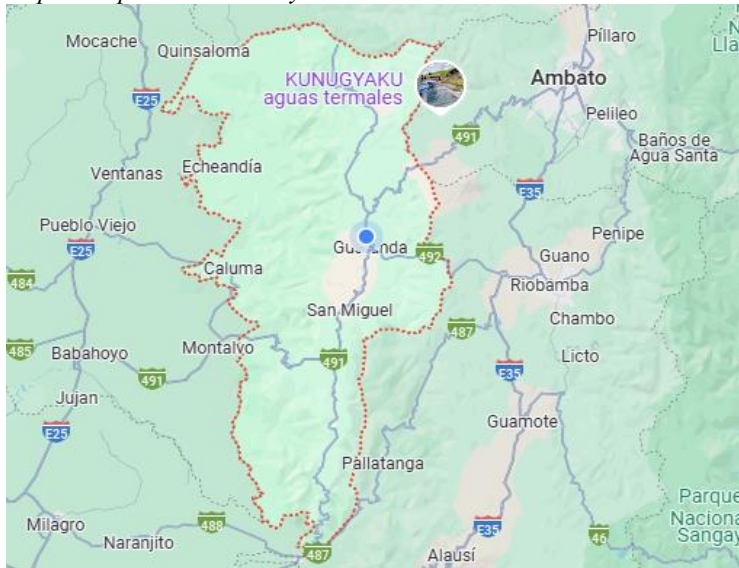 Mocache
Quinsaloma
Píllaro
KUNUGYAKU
aguas termales
Ambato
E25
491
Pelileo
Baños de
Agua Santa
Ventanas
Echeandía
E35
Pueblo Viejo
E25
Guaranda
492
Penipe
Guano
484
Caluma
Riobamba
San Miguel
487
Chambo
485
Babahoyo
Montalvo
491
Licto
491
E35
Jujan
E25
Guamote
Pallatanga
Parque
Naciona
Sangay
Milagro
488
E35
46
Naranjito
487
Alausí